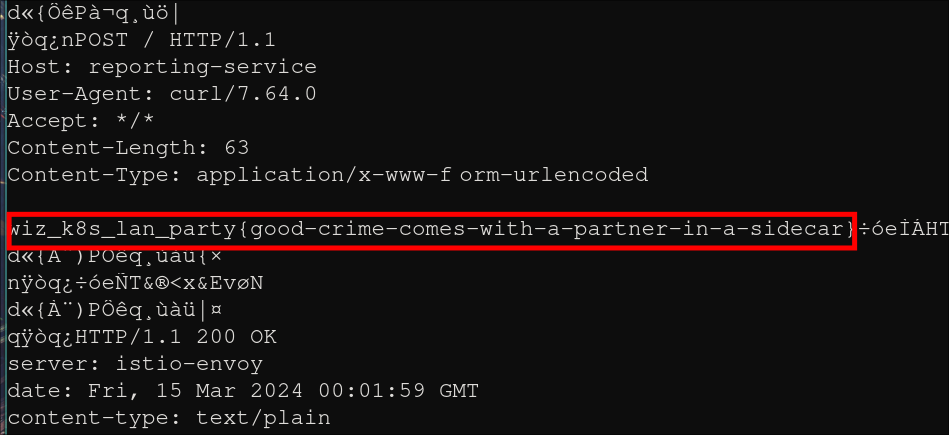 d«{ÖêPà¬q¸ùö|
ÿòq¿nPOST / HTTP/1.1
Host: reporting-service
User-Agent: curl/7.64.0
Accept: */*
Content-Length: 63
Content-Type: application/x-www-form-urlencoded
wiz_k8s_lan_party{good-crime-comes-with-a-partner-in-a-sidecar}÷óeÌÁHT
nÿòq¿÷óeÑT&®<x&EvøN
d«{À¨)PÖêq¸ùàü|¤
qÿòq¿HTTP/1.1 200 OK
server: istio-envoy
date: Fri, 15 Mar 2024 00:01:59 GMT
content-type: text/plain